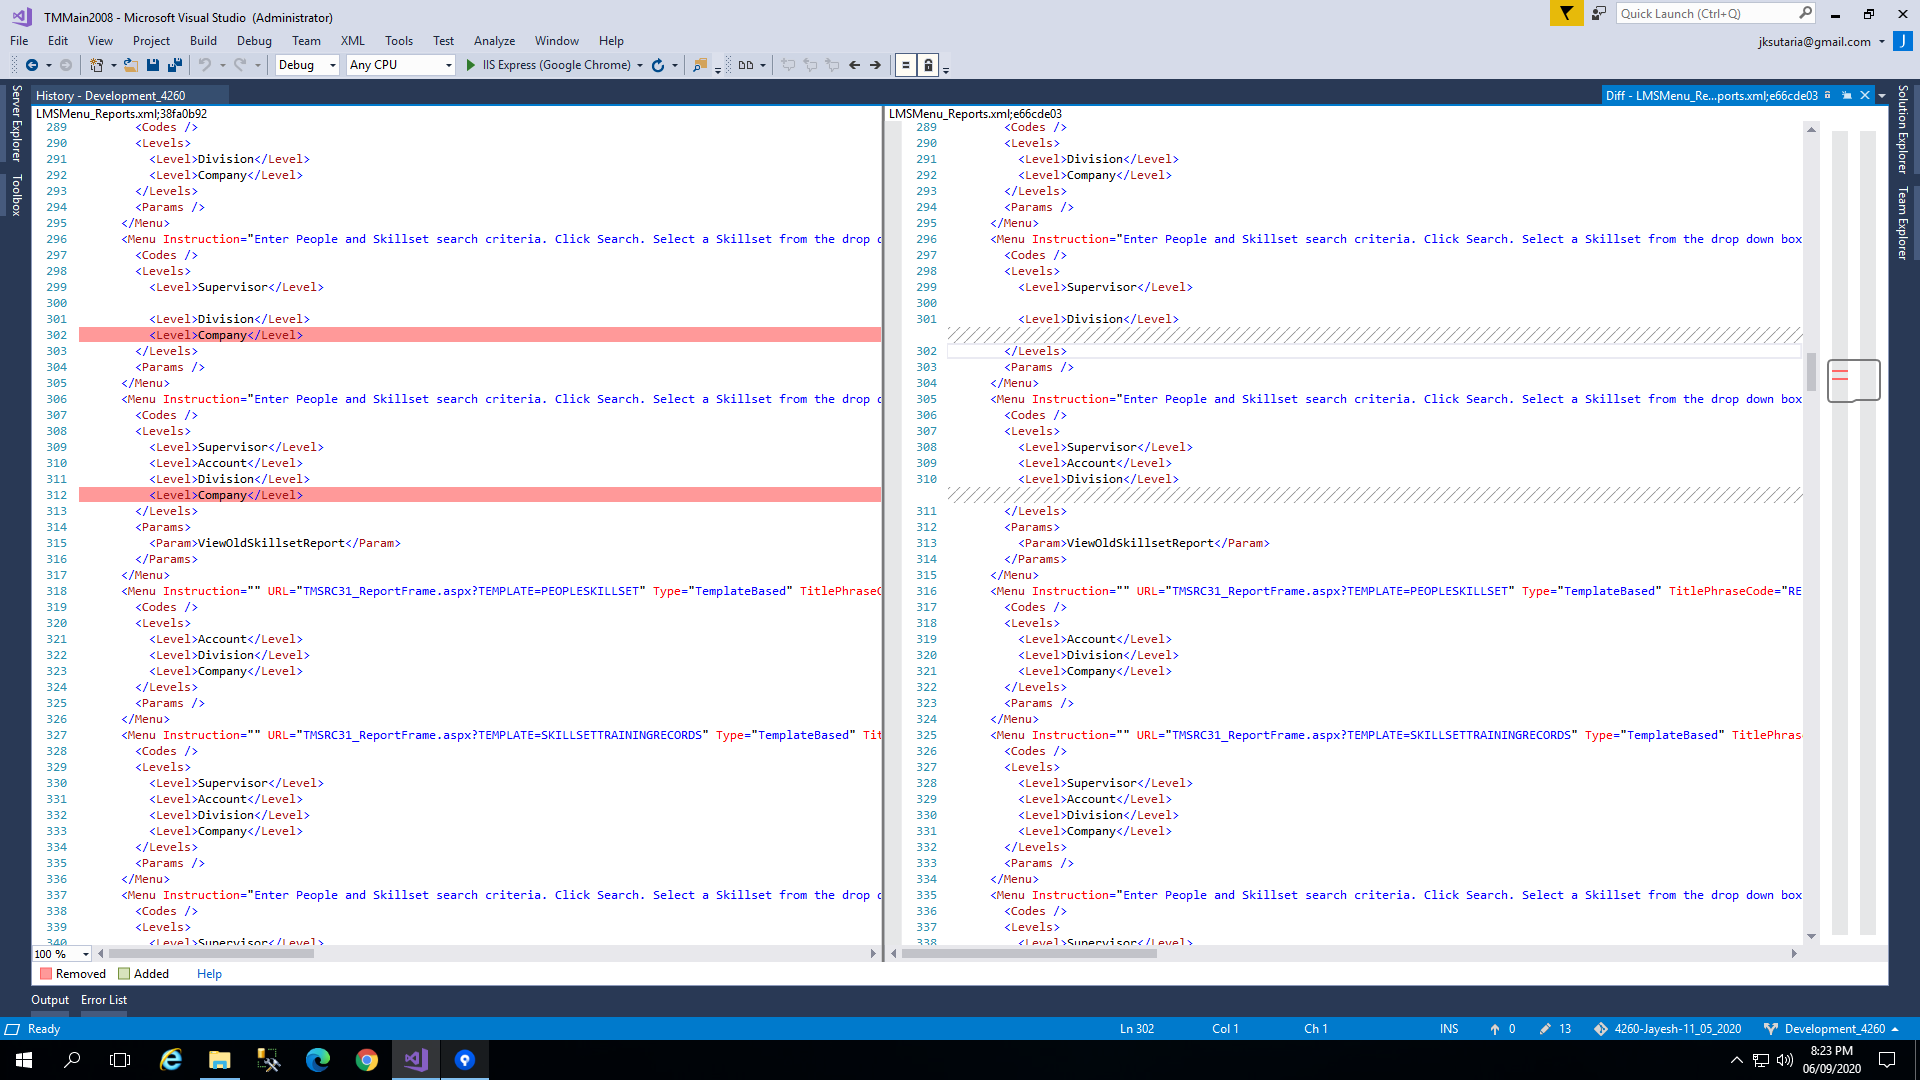 TMMain2008 - Microsoft Visual Studio (Administrator)
Quick Launch (Ctrl+Q)
File Edit View Project Build Debug Team XML Tools Test Analyze Window Help
jksutaria@gmail.com J
Debug Any CPU IIS Express (Google Chrome)
Server Explorer
Toolbox
Solution Explorer
Team Explorer
History - Development_4260
Diff - LMSMenu_Re...ports.xml;e66cde03
LMSMenu_Reports.xml;38fa0b92
289 <Codes />
290 <Levels>
291 <Level>Division</Level>
292 <Level>Company</Level>
293 </Levels>
294 <Params />
295 </Menu>
296 <Menu Instruction="Enter People and Skillset search criteria. Click Search. Select a Skillset from the drop
297 <Codes />
298 <Levels>
299 <Level>Supervisor</Level>
300
301 <Level>Division</Level>
302 <Level>Company</Level>
303 </Levels>
304 <Params />
305 </Menu>
306 <Menu Instruction="Enter People and Skillset search criteria. Click Search. Select a Skillset from the drop
307 <Codes />
308 <Levels>
309 <Level>Supervisor</Level>
310 <Level>Account</Level>
311 <Level>Division</Level>
312 <Level>Company</Level>
313 </Levels>
314 <Params>
315 <Param>ViewOldSkillsetReport</Param>
316 </Params>
317 </Menu>
318 <Menu Instruction="" URL="TMSRC31_ReportFrame.aspx?TEMPLATE=PEOPLESKILLSET" Type="TemplateBased" TitlePhrase
319 <Codes />
320 <Levels>
321 <Level>Account</Level>
322 <Level>Division</Level>
323 <Level>Company</Level>
324 </Levels>
325 <Params />
326 </Menu>
327 <Menu Instruction="" URL="TMSRC31_ReportFrame.aspx?TEMPLATE=SKILLSETTRAININGRECORDS" Type="TemplateBased" Tit
328 <Codes />
329 <Levels>
330 <Level>Supervisor</Level>
331 <Level>Account</Level>
332 <Level>Division</Level>
333 <Level>Company</Level>
334 </Levels>
335 <Params />
336 </Menu>
337 <Menu Instruction="Enter People and Skillset search criteria. Click Search. Select a Skillset from the drop
338 <Codes />
339 <Levels>
340 <Level>Supervisor</Level>
LMSMenu_Reports.xml;e66cde03
289 <Codes />
290 <Levels>
291 <Level>Division</Level>
292 <Level>Company</Level>
293 </Levels>
294 <Params />
295 </Menu>
296 <Menu Instruction="Enter People and Skillset search criteria. Click Search. Select a Skillset from the drop down box
297 <Codes />
298 <Levels>
299 <Level>Supervisor</Level>
300
301 <Level>Division</Level>
302 </Levels>
303 <Params />
304 </Menu>
305 <Menu Instruction="Enter People and Skillset search criteria. Click Search. Select a Skillset from the drop down box
306 <Codes />
307 <Levels>
308 <Level>Supervisor</Level>
309 <Level>Account</Level>
310 <Level>Division</Level>
311 </Levels>
312 <Params>
313 <Param>ViewOldSkillsetReport</Param>
314 </Params>
315 </Menu>
316 <Menu Instruction="" URL="TMSRC31_ReportFrame.aspx?TEMPLATE=PEOPLESKILLSET" Type="TemplateBased" TitlePhraseCode="RE
317 <Codes />
318 <Levels>
319 <Level>Account</Level>
320 <Level>Division</Level>
321 <Level>Company</Level>
322 </Levels>
323 <Params />
324 </Menu>
325 <Menu Instruction="" URL="TMSRC31_ReportFrame.aspx?TEMPLATE=SKILLSETTRAININGRECORDS" Type="TemplateBased" TitlePhras
326 <Codes />
327 <Levels>
328 <Level>Supervisor</Level>
329 <Level>Account</Level>
330 <Level>Division</Level>
331 <Level>Company</Level>
332 </Levels>
333 <Params />
334 </Menu>
335 <Menu Instruction="Enter People and Skillset search criteria. Click Search. Select a Skillset from the drop down box
336 <Codes />
337 <Levels>
338 <Level>Supervisor</Level>
100 %
Removed Added Help
Output Error List
Ready Ln 302 Col 1 Ch 1 INS 0 13 4260-Jayesh-11_05_2020 Development_4260
8:23 PM
06/09/2020